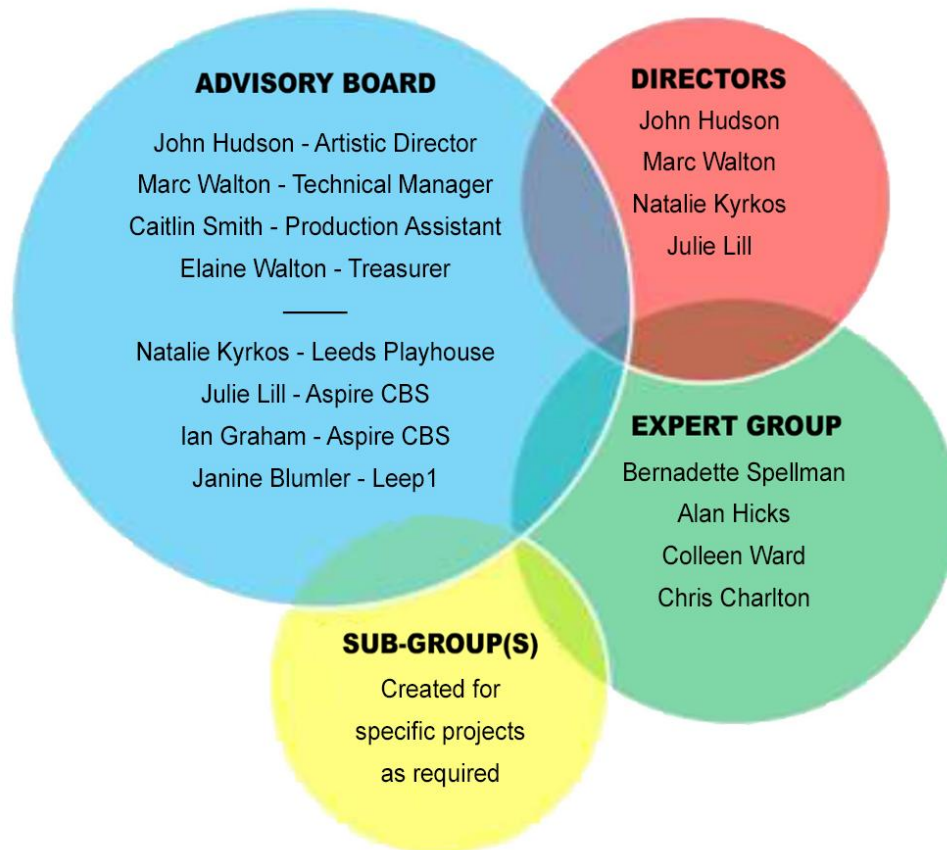 ADVISORY BOARD
John Hudson - Artistic Director
Marc Walton - Technical Manager
Caitlin Smith - Production Assistant
Elaine Walton - Treasurer
Natalie Kyrkos - Leeds Playhouse
Julie Lill - Aspire CBS
Ian Graham - Aspire CBS
Janine Blumler - Leep1
DIRECTORS
John Hudson
Marc Walton
Natalie Kyrkos
Julie Lill
EXPERT GROUP
Bernadette Spellman
Alan Hicks
Colleen Ward
Chris Charlton
SUB-GROUP(S)
Created for
specific projects
as required